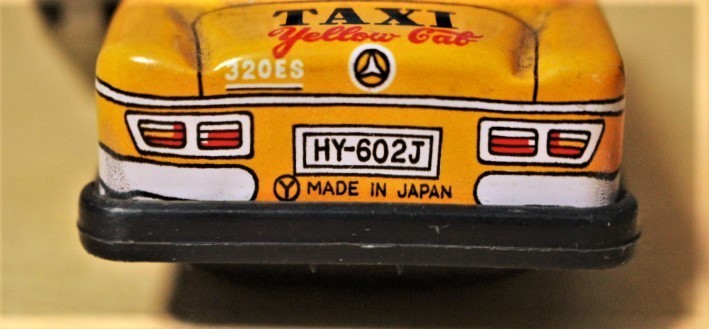 TAXI
Yellow Cab
320ES
HY-602J
Y MADE IN JAPAN